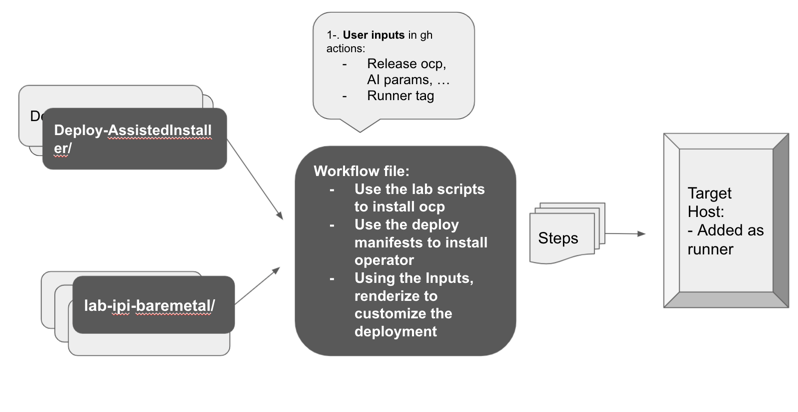 1-. User inputs in gh
actions:
- Release ocp,
AI params, …
- Runner tag
De
Deploy-AssistedInstall
er/
Workflow file:
- Use the lab scripts
to install ocp
- Use the deploy
manifests to install
operator
- Using the Inputs,
renderize to
customize the
deployment
Steps
Target
Host:
- Added as
runner
lab-ipi-baremetal/